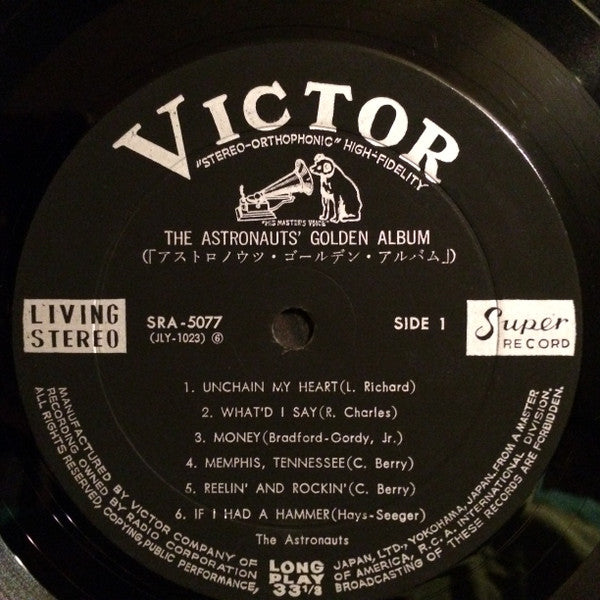 VICTOR
"STEREO-ORTHOPHONIC" HIGH-FIDELITY
"HIS MASTER'S VOICE"
THE ASTRONAUTS' GOLDEN ALBUM
(『アストロノウツ・ゴールデン・アルバム』)
LIVING
STEREO
SRA-5077
(JLY-1023) ⑥
SIDE 1
Super
RECORD
1. UNCHAIN MY HEART(L. Richard)
2. WHAT'D I SAY(R. Charles)
3. MONEY(Bradford-Gordy, Jr.)
4. MEMPHIS, TENNESSEE(C. Berry)
5. REELIN' AND ROCKIN'(C. Berry)
6. IF I HAD A HAMMER(Hays-Seeger)
The Astronauts
MANUFACTURED BY VICTOR COMPANY OF JAPAN, LTD., YOKOHAMA, JAPAN. FROM A MASTER
RECORDING OWNED BY RADIO CORPORATION OF AMERICA, R.C.A. INTERNATIONAL DIVISION.
ALL RIGHTS RESERVED, COPYING, PUBLIC PERFORMANCE, BROADCASTING OF THESE RECORDS ARE FORBIDDEN.
LONG
PLAY
33 1/3